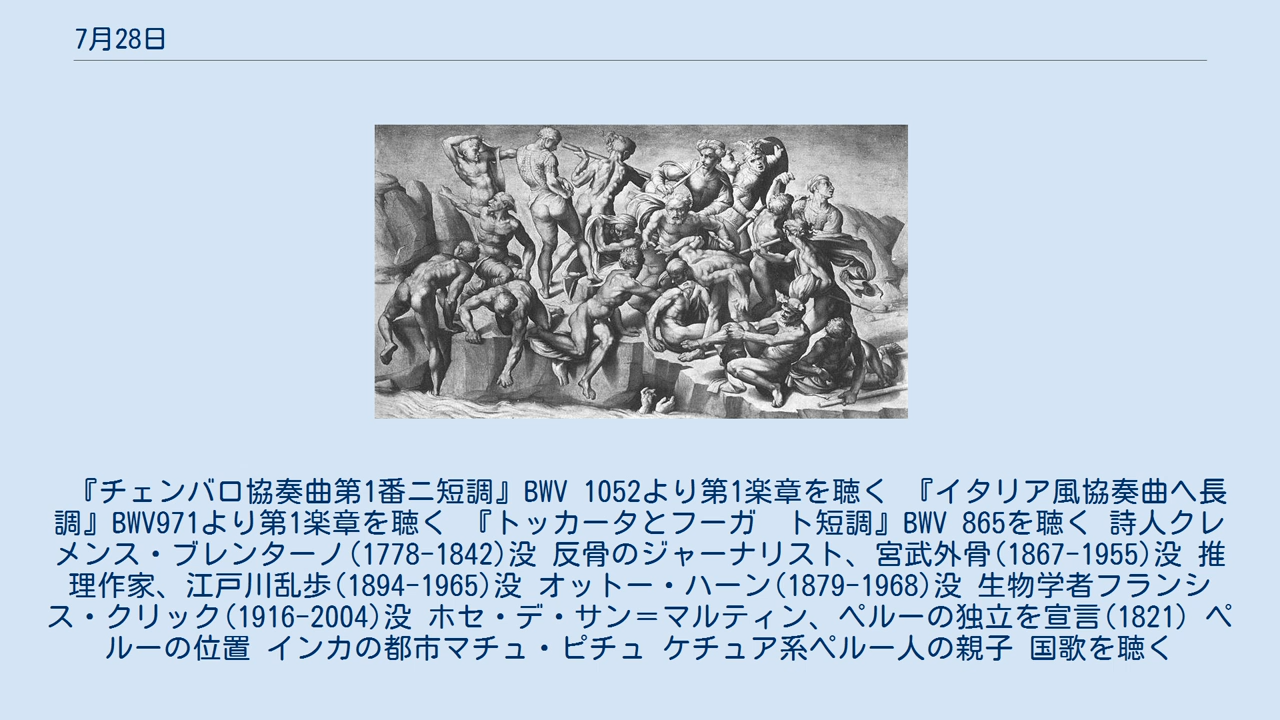 7月28日
『チェンバロ協奏曲第1番ニ短調』BWV 1052より第1楽章を聴く 『イタリア風協奏曲ヘ長
調』BWV971より第1楽章を聴く 『トッカータとフーガ　ト短調』BWV 865を聴く 詩人クレ
メンス・ブレンターノ(1778-1842)没 反骨のジャーナリスト、宮武外骨(1867-1955)没 推
理作家、江戸川乱歩(1894-1965)没 オットー・ハーン(1879-1968)没 生物学者フランシ
ス・クリック(1916-2004)没 ホセ・デ・サン＝マルティン、ペルーの独立を宣言(1821) ペ
ルーの位置 インカの都市マチュ・ピチュ ケチュア系ペルー人の親子 国歌を聴く